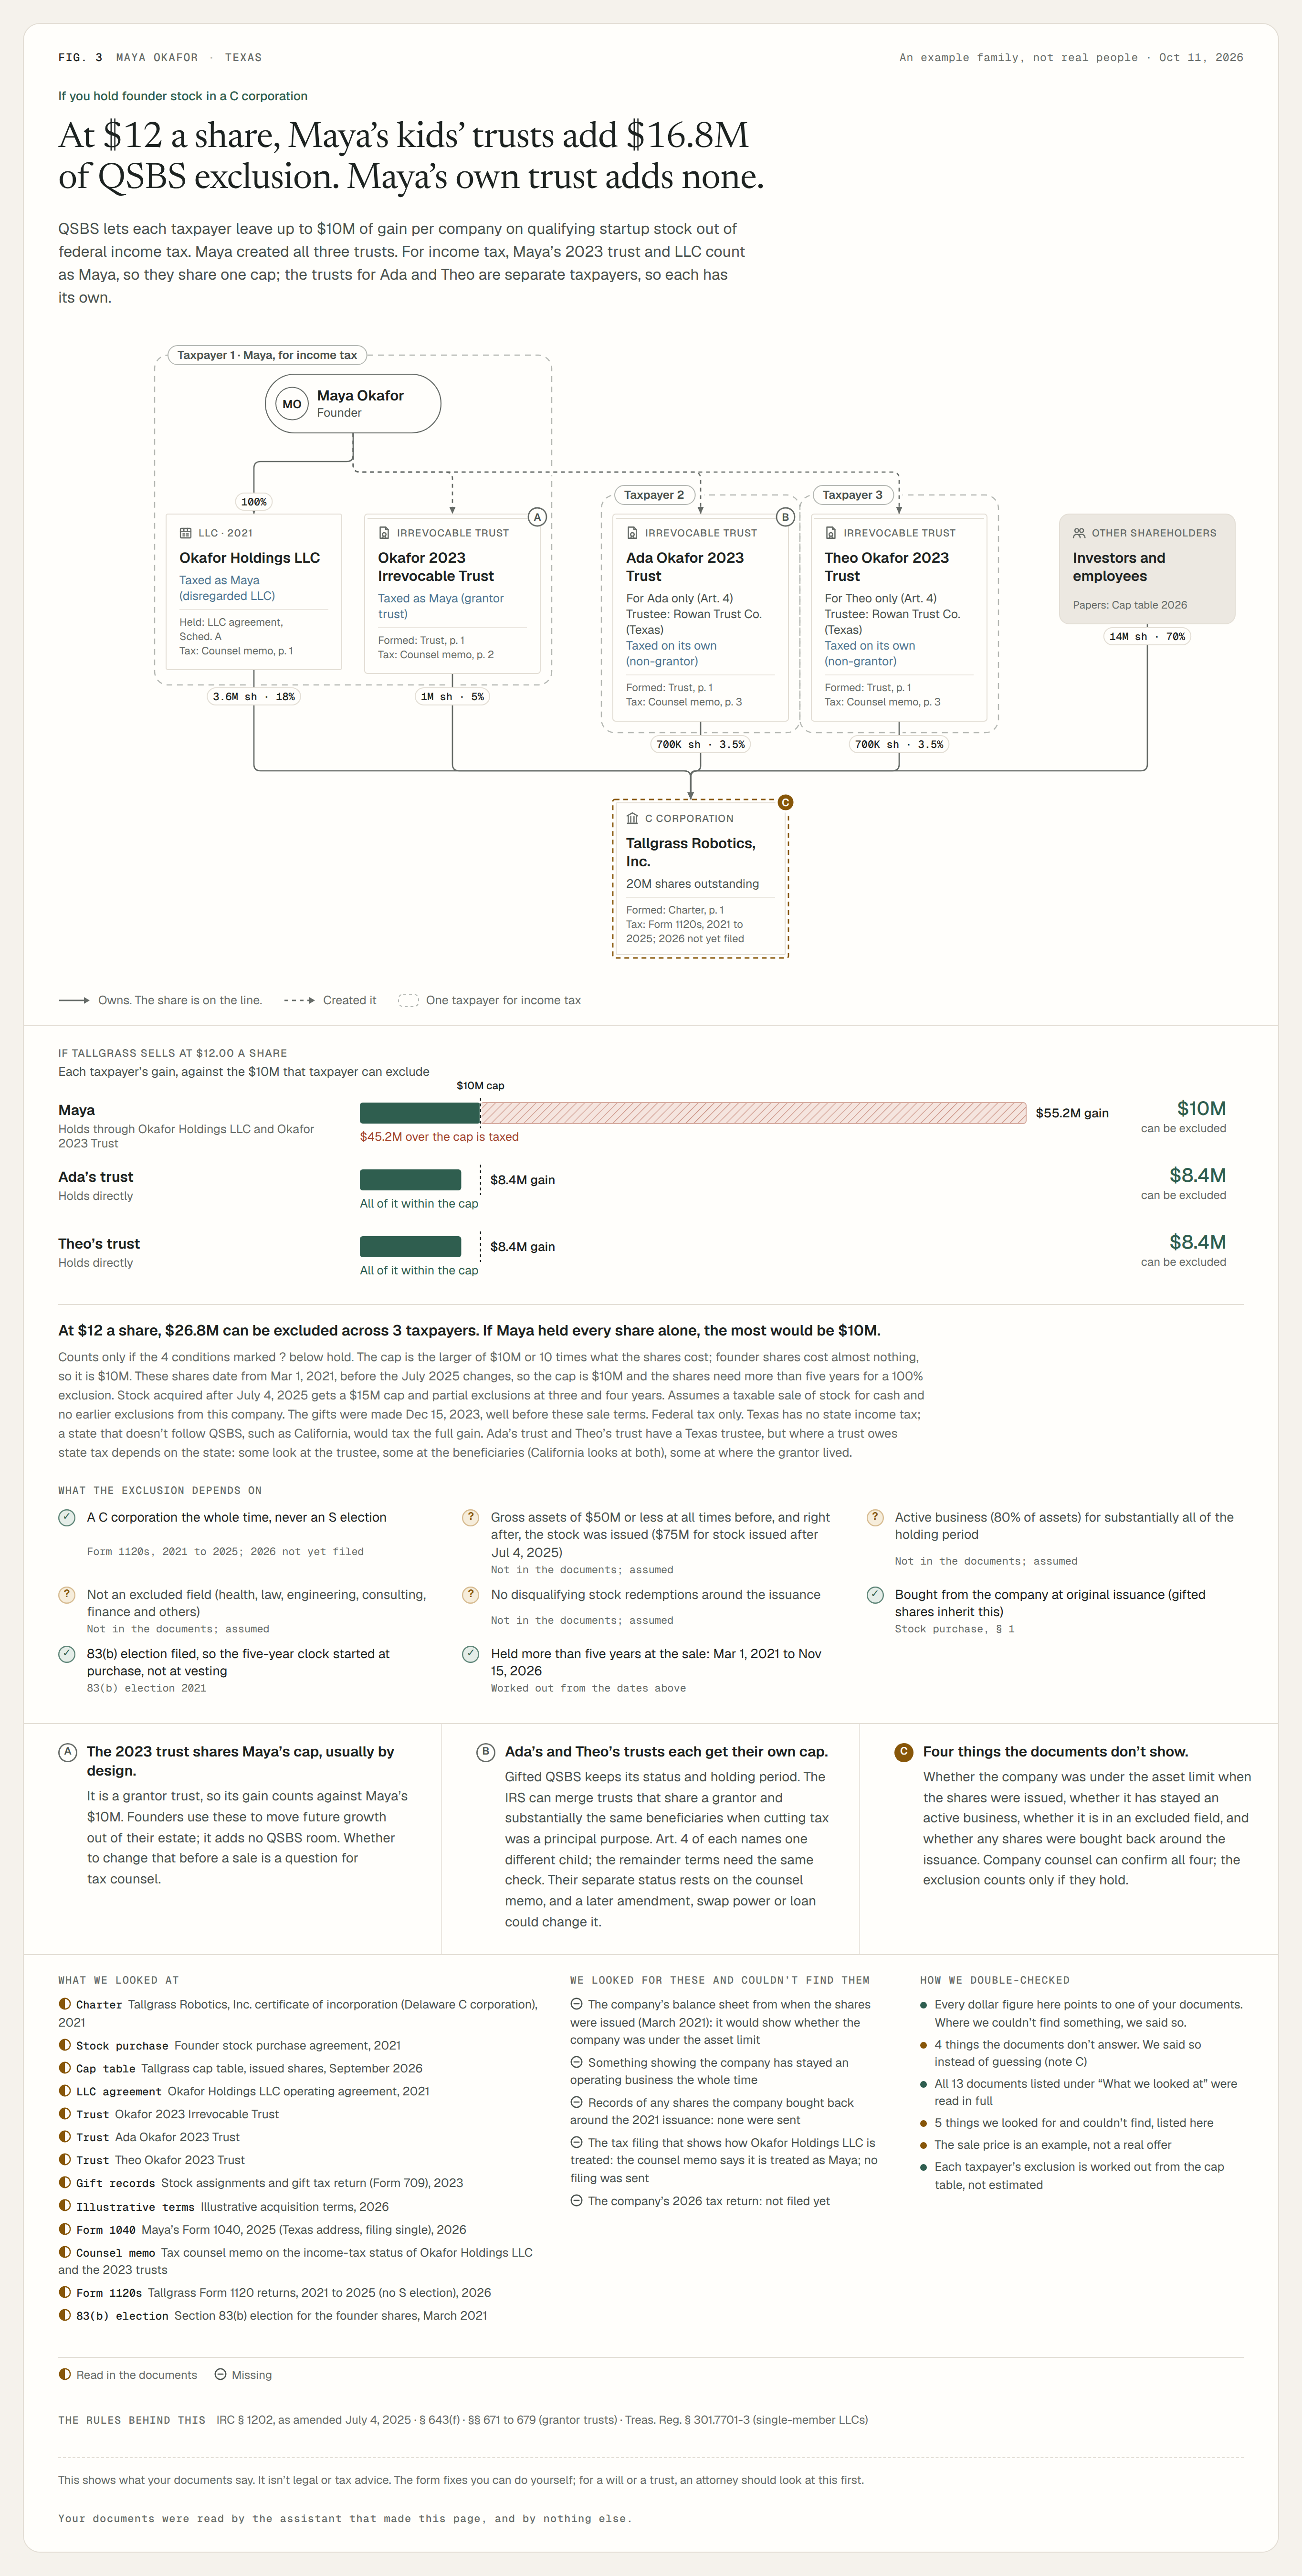 FIG. 3 MAYA OKAFOR · TEXAS
An example family, not real people · Oct 11, 2026
If you hold founder stock in a C corporation
At $12 a share, Maya’s kids’ trusts add $16.8M
of QSBS exclusion. Maya’s own trust adds none.
QSBS lets each taxpayer leave up to $10M of gain per company on qualifying startup stock out of
federal income tax. Maya created all three trusts. For income tax, Maya’s 2023 trust and LLC count
as Maya, so they share one cap; the trusts for Ada and Theo are separate taxpayers, so each has
its own.
Taxpayer 1 · Maya, for income tax
MO
Maya Okafor
Founder
100%
LLC · 2021
Okafor Holdings LLC
Taxed as Maya
(disregarded LLC)
Held: LLC agreement,
Sched. A
Tax: Counsel memo, p. 1
3.6M sh · 18%
A
IRREVOCABLE TRUST
Okafor 2023
Irrevocable Trust
Taxed as Maya (grantor
trust)
Formed: Trust, p. 1
Tax: Counsel memo, p. 2
1M sh · 5%
Taxpayer 2
B
IRREVOCABLE TRUST
Ada Okafor 2023
Trust
For Ada only (Art. 4)
Trustee: Rowan Trust Co.
(Texas)
Taxed on its own
(non-grantor)
Formed: Trust, p. 1
Tax: Counsel memo, p. 3
700K sh · 3.5%
Taxpayer 3
IRREVOCABLE TRUST
Theo Okafor 2023
Trust
For Theo only (Art. 4)
Trustee: Rowan Trust Co.
(Texas)
Taxed on its own
(non-grantor)
Formed: Trust, p. 1
Tax: Counsel memo, p. 3
700K sh · 3.5%
OTHER SHAREHOLDERS
Investors and
employees
Papers: Cap table 2026
14M sh · 70%
C
C CORPORATION
Tallgrass Robotics,
Inc.
20M shares outstanding
Formed: Charter, p. 1
Tax: Form 1120s, 2021 to
2025; 2026 not yet filed
Owns. The share is on the line.
Created it
One taxpayer for income tax
IF TALLGRASS SELLS AT $12.00 A SHARE
Each taxpayer’s gain, against the $10M that taxpayer can exclude
$10M cap
Maya
Holds through Okafor Holdings LLC and Okafor
2023 Trust
$55.2M gain
$45.2M over the cap is taxed
$10M
can be excluded
Ada’s trust
Holds directly
$8.4M gain
All of it within the cap
$8.4M
can be excluded
Theo’s trust
Holds directly
$8.4M gain
All of it within the cap
$8.4M
can be excluded
At $12 a share, $26.8M can be excluded across 3 taxpayers. If Maya held every share alone, the most would be $10M.
Counts only if the 4 conditions marked ? below hold. The cap is the larger of $10M or 10 times what the shares cost; founder shares cost almost nothing,
so it is $10M. These shares date from Mar 1, 2021, before the July 2025 changes, so the cap is $10M and the shares need more than five years for a 100%
exclusion. Stock acquired after July 4, 2025 gets a $15M cap and partial exclusions at three and four years. Assumes a taxable sale of stock for cash and
no earlier exclusions from this company. The gifts were made Dec 15, 2023, well before these sale terms. Federal tax only. Texas has no state income tax;
a state that doesn’t follow QSBS, such as California, would tax the full gain. Ada’s trust and Theo’s trust have a Texas trustee, but where a trust owes
state tax depends on the state: some look at the trustee, some at the beneficiaries (California looks at both), some at where the grantor lived.
WHAT THE EXCLUSION DEPENDS ON
✓ A C corporation the whole time, never an S election
Form 1120s, 2021 to 2025; 2026 not yet filed
? Gross assets of $50M or less at all times before, and right
after, the stock was issued ($75M for stock issued after
Jul 4, 2025)
Not in the documents; assumed
? Active business (80% of assets) for substantially all of the
holding period
Not in the documents; assumed
? Not an excluded field (health, law, engineering, consulting,
finance and others)
Not in the documents; assumed
? No disqualifying stock redemptions around the issuance
Not in the documents; assumed
✓ Bought from the company at original issuance (gifted
shares inherit this)
Stock purchase, § 1
✓ 83(b) election filed, so the five-year clock started at
purchase, not at vesting
83(b) election 2021
✓ Held more than five years at the sale: Mar 1, 2021 to Nov
15, 2026
Worked out from the dates above
A The 2023 trust shares Maya’s cap, usually by
design.
It is a grantor trust, so its gain counts against Maya’s
$10M. Founders use these to move future growth
out of their estate; it adds no QSBS room. Whether
to change that before a sale is a question for
tax counsel.
B Ada’s and Theo’s trusts each get their own cap.
Gifted QSBS keeps its status and holding period. The
IRS can merge trusts that share a grantor and
substantially the same beneficiaries when cutting tax
was a principal purpose. Art. 4 of each names one
different child; the remainder terms need the same
check. Their separate status rests on the counsel
memo, and a later amendment, swap power or loan
could change it.
C Four things the documents don’t show.
Whether the company was under the asset limit when
the shares were issued, whether it has stayed an
active business, whether it is in an excluded field, and
whether any shares were bought back around the
issuance. Company counsel can confirm all four; the
exclusion counts only if they hold.
WHAT WE LOOKED AT
Charter Tallgrass Robotics, Inc. certificate of incorporation (Delaware C corporation),
2021
Stock purchase Founder stock purchase agreement, 2021
Cap table Tallgrass cap table, issued shares, September 2026
LLC agreement Okafor Holdings LLC operating agreement, 2021
Trust Okafor 2023 Irrevocable Trust
Trust Ada Okafor 2023 Trust
Trust Theo Okafor 2023 Trust
Gift records Stock assignments and gift tax return (Form 709), 2023
Illustrative terms Illustrative acquisition terms, 2026
Form 1040 Maya’s Form 1040, 2025 (Texas address, filing single), 2026
Counsel memo Tax counsel memo on the income-tax status of Okafor Holdings LLC
and the 2023 trusts
Form 1120s Tallgrass Form 1120 returns, 2021 to 2025 (no S election), 2026
83(b) election Section 83(b) election for the founder shares, March 2021
WE LOOKED FOR THESE AND COULDN’T FIND THEM
The company’s balance sheet from when the shares
were issued (March 2021): it would show whether the
company was under the asset limit
Something showing the company has stayed an
operating business the whole time
Records of any shares the company bought back
around the 2021 issuance: none were sent
The tax filing that shows how Okafor Holdings LLC is
treated: the counsel memo says it is treated as Maya; no
filing was sent
The company’s 2026 tax return: not filed yet
HOW WE DOUBLE-CHECKED
Every dollar figure here points to one of your documents.
Where we couldn’t find something, we said so.
4 things the documents don’t answer. We said so
instead of guessing (note C)
All 13 documents listed under “What we looked at” were
read in full
5 things we looked for and couldn’t find, listed here
The sale price is an example, not a real offer
Each taxpayer’s exclusion is worked out from the cap
table, not estimated
Read in the documents
Missing
THE RULES BEHIND THIS IRC § 1202, as amended July 4, 2025 · § 643(f) · §§ 671 to 679 (grantor trusts) · Treas. Reg. § 301.7701-3 (single-member LLCs)
This shows what your documents say. It isn’t legal or tax advice. The form fixes you can do yourself; for a will or a trust, an attorney should look at this first.
Your documents were read by the assistant that made this page, and by nothing else.